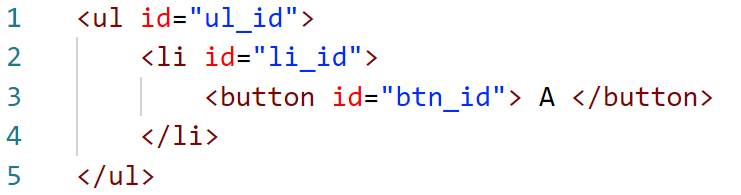 1 <ul id="ul_id">
2 <li id="li_id">
3 <button id="btn_id"> A </button>
4 </li>
5 </ul>